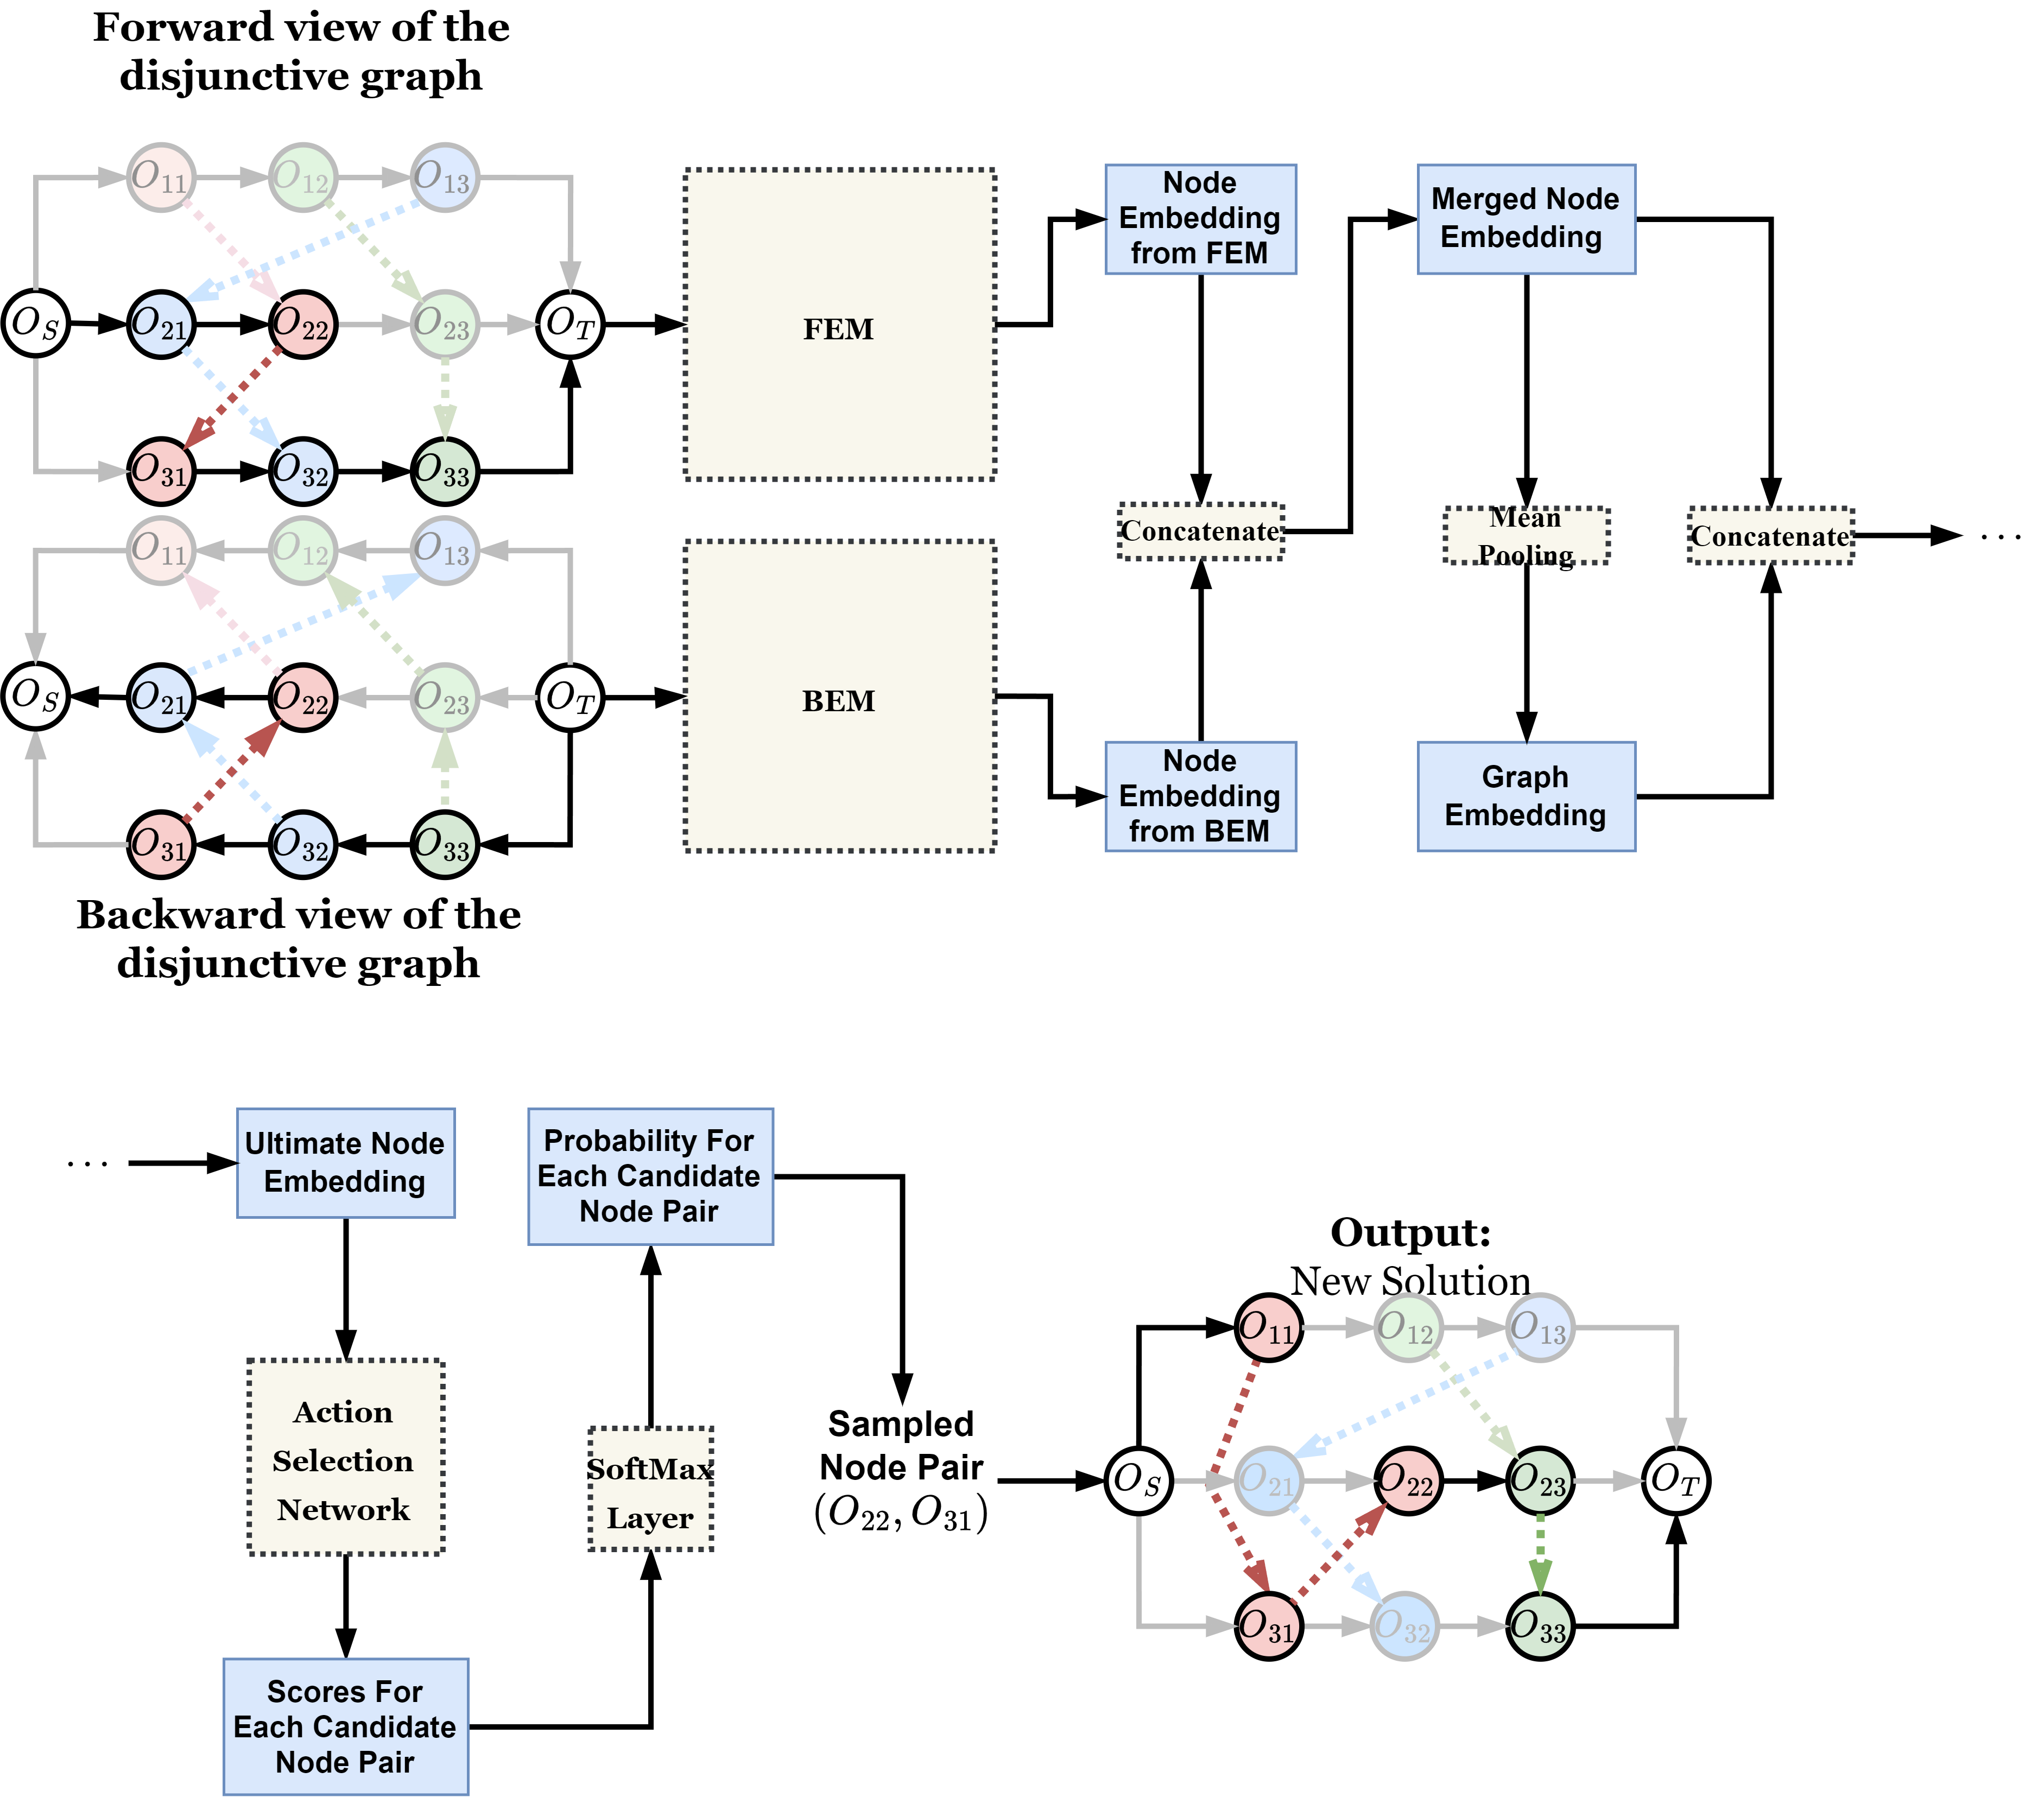 Forward view of the
disjunctive graph
O11 O12 O13
OS O21 O22 O23 OT
O31 O32 O33
FEM
Node
Embedding
from FEM
Merged Node
Embedding
Concatenate
Mean
Pooling
Concatenate
...
O11 O12 O13
OS O21 O22 O23 OT
O31 O32 O33
BEM
Node
Embedding
from BEM
Graph
Embedding
Backward view of the
disjunctive graph
...
Ultimate Node
Embedding
Action
Selection
Network
Scores For
Each Candidate
Node Pair
SoftMax
Layer
Probability For
Each Candidate
Node Pair
Sampled
Node Pair
(O22, O31)
Output:
New Solution
O11 O12 O13
OS O21 O22 O23 OT
O31 O32 O33